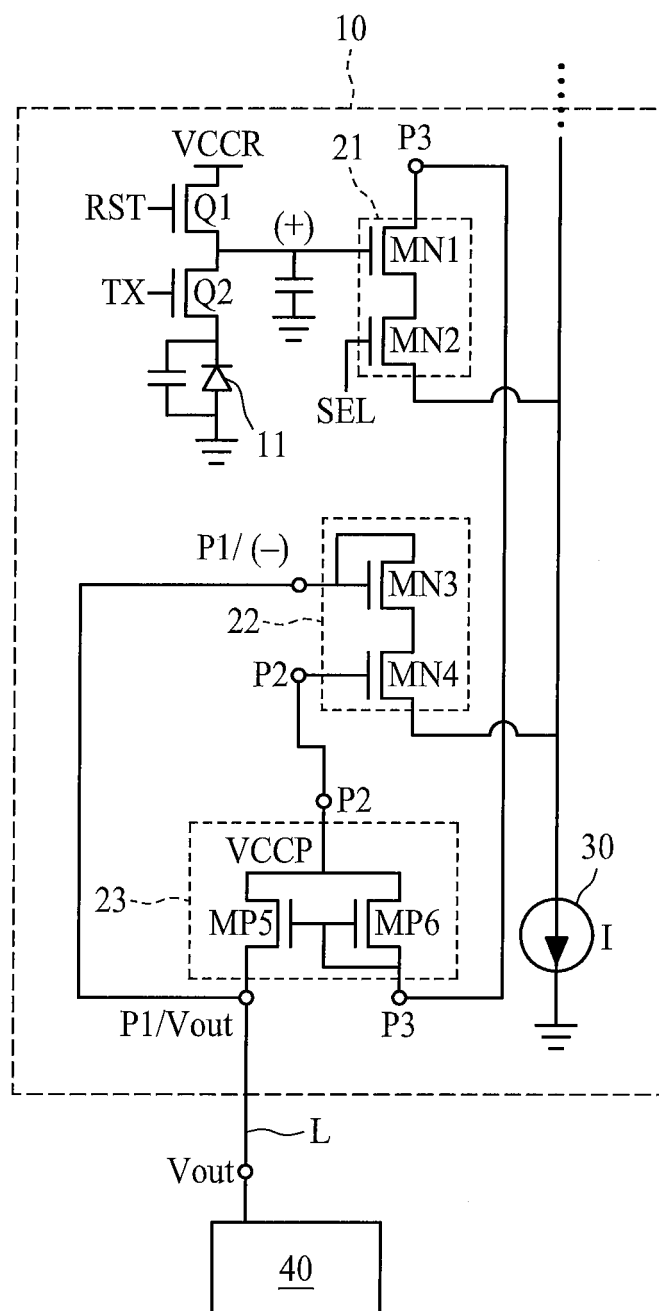 10
VCCR
21
P3
RST
Q1
(+)
MN1
TX
Q2
MN2
SEL
11
P1/(–)
MN3
22
P2
MN4
P2
VCCP
30
23
MP5
MP6
I
P1/Vout
P3
L
Vout
40